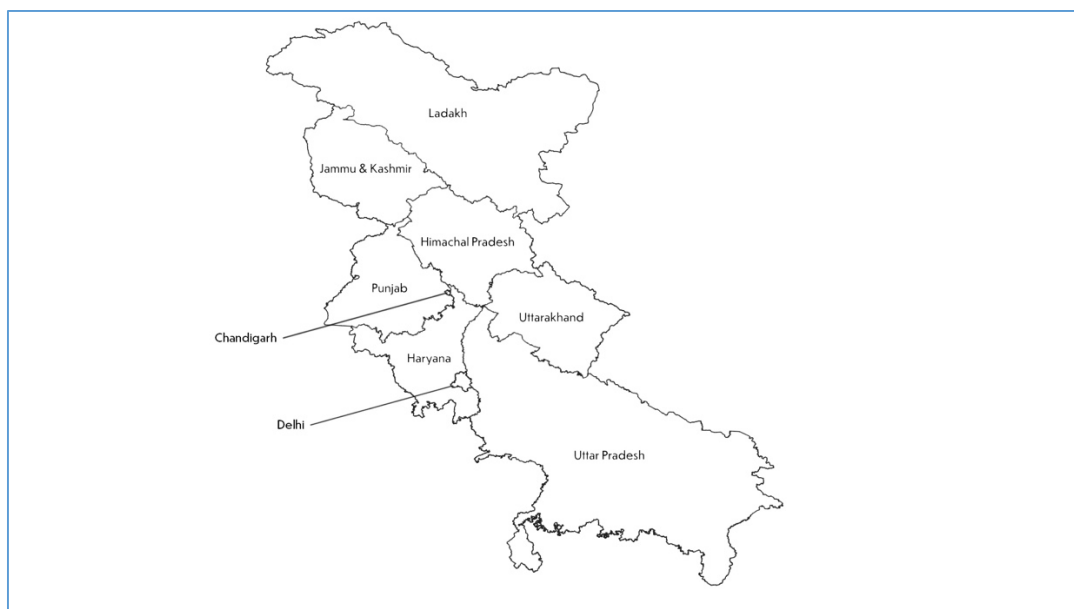 Ladakh
Jammu & Kashmir
Himachal Pradesh
Punjab
Uttarakhand
Chandigarh
Haryana
Delhi
Uttar Pradesh